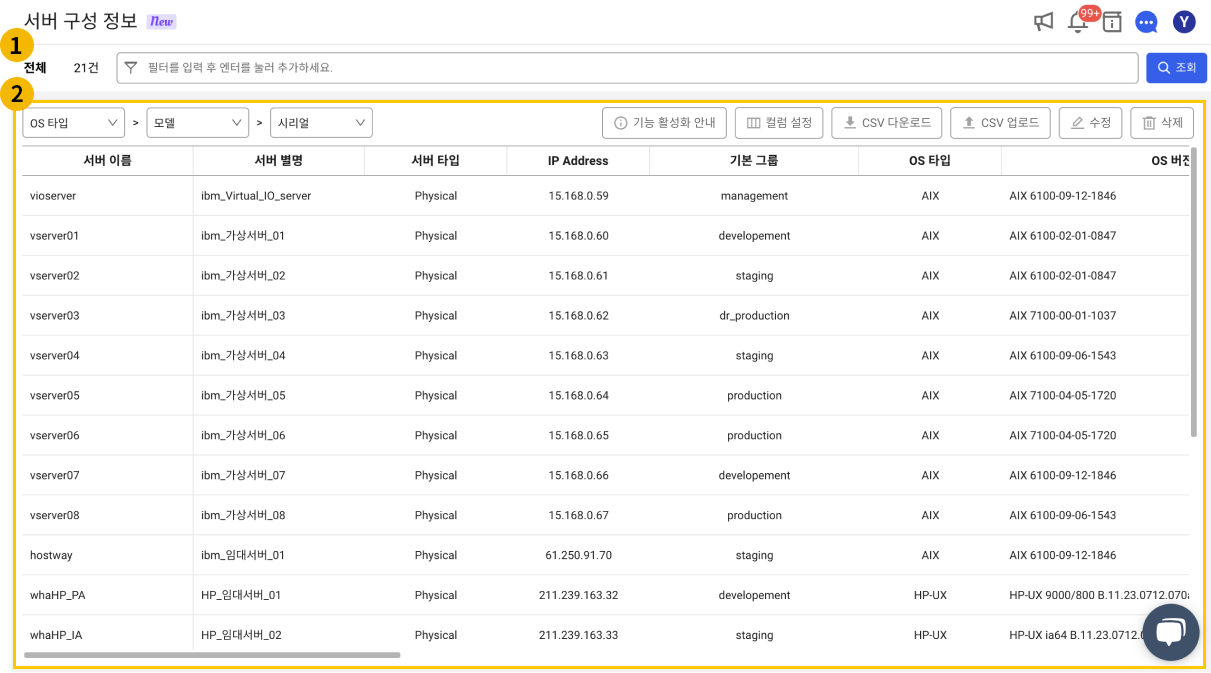 서버 구성 정보 New
99+
Y
1
전체 21건 필터를 입력 후 엔터를 눌러 추가하세요. 조회
2
OS 타입 > 모델 > 시리얼 기능 활성화 안내 컬럼 설정 CSV 다운로드 CSV 업로드 수정 삭제
서버 이름 서버 별명 서버 타입 IP Address 기본 그룹 OS 타입 OS 버전
vioserver ibm_Virtual_IO_server Physical 15.168.0.59 management AIX AIX 6100-09-12-1846
vserver01 ibm_가상서버_01 Physical 15.168.0.60 developement AIX AIX 6100-02-01-0847
vserver02 ibm_가상서버_02 Physical 15.168.0.61 staging AIX AIX 6100-02-01-0847
vserver03 ibm_가상서버_03 Physical 15.168.0.62 dr_production AIX AIX 7100-00-01-1037
vserver04 ibm_가상서버_04 Physical 15.168.0.63 staging AIX AIX 6100-09-06-1543
vserver05 ibm_가상서버_05 Physical 15.168.0.64 production AIX AIX 7100-04-05-1720
vserver06 ibm_가상서버_06 Physical 15.168.0.65 production AIX AIX 7100-04-05-1720
vserver07 ibm_가상서버_07 Physical 15.168.0.66 developement AIX AIX 6100-09-12-1846
vserver08 ibm_가상서버_08 Physical 15.168.0.67 production AIX AIX 6100-09-06-1543
hostway ibm_임대서버_01 Physical 61.250.91.70 staging AIX AIX 6100-09-12-1846
whaHP_PA HP_임대서버_01 Physical 211.239.163.32 developement HP-UX HP-UX 9000/800 B.11.23.0712.070
whaHP_IA HP_임대서버_02 Physical 211.239.163.33 staging HP-UX HP-UX ia64 B.11.23.0712.